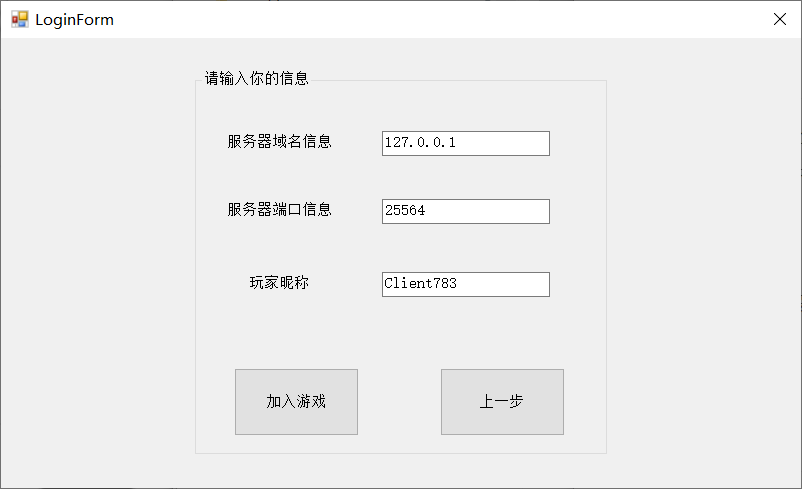 LoginForm
请输入你的信息
服务器域名信息 127.0.0.1
服务器端口信息 25564
玩家昵称 Client783
加入游戏 上一步